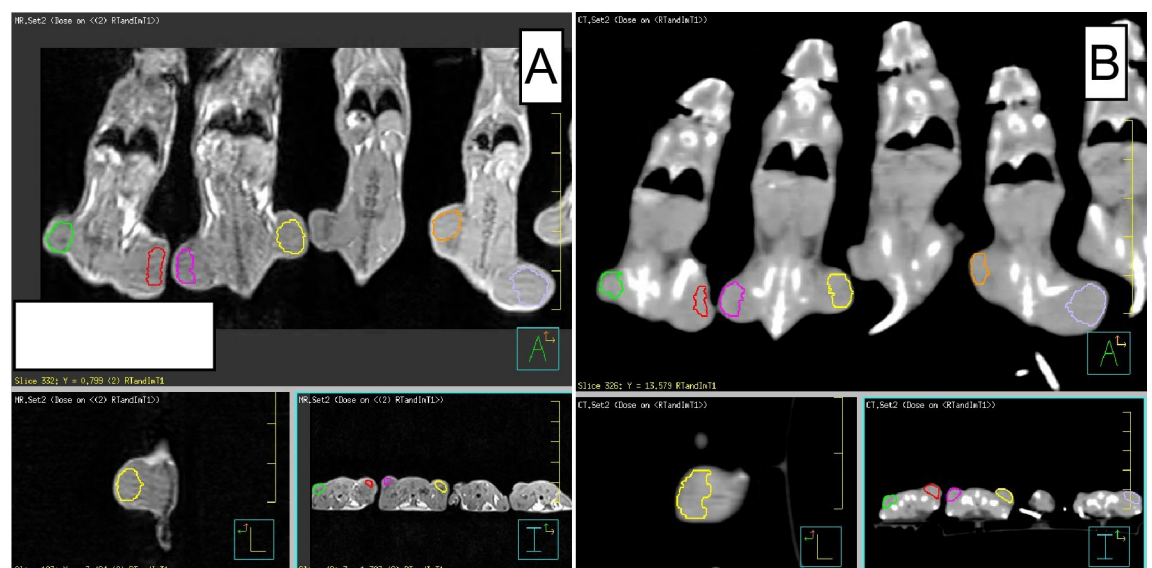 MR.Set2 (Dose on <(2) RTandImT1>)
A
A
Slice 332: Y = 0.799 (2) RTandImT1
CT.Set2 (Dose on <RTandImT1>)
B
A
Slice 326: Y = 13.579 RTandImT1
MR.Set2 (Dose on <(2) RTandImT1>)
L
MR.Set2 (Dose on <(2) RTandImT1>)
I
CT.Set2 (Dose on <RTandImT1>)
L
CT.Set2 (Dose on <RTandImT1>)
I